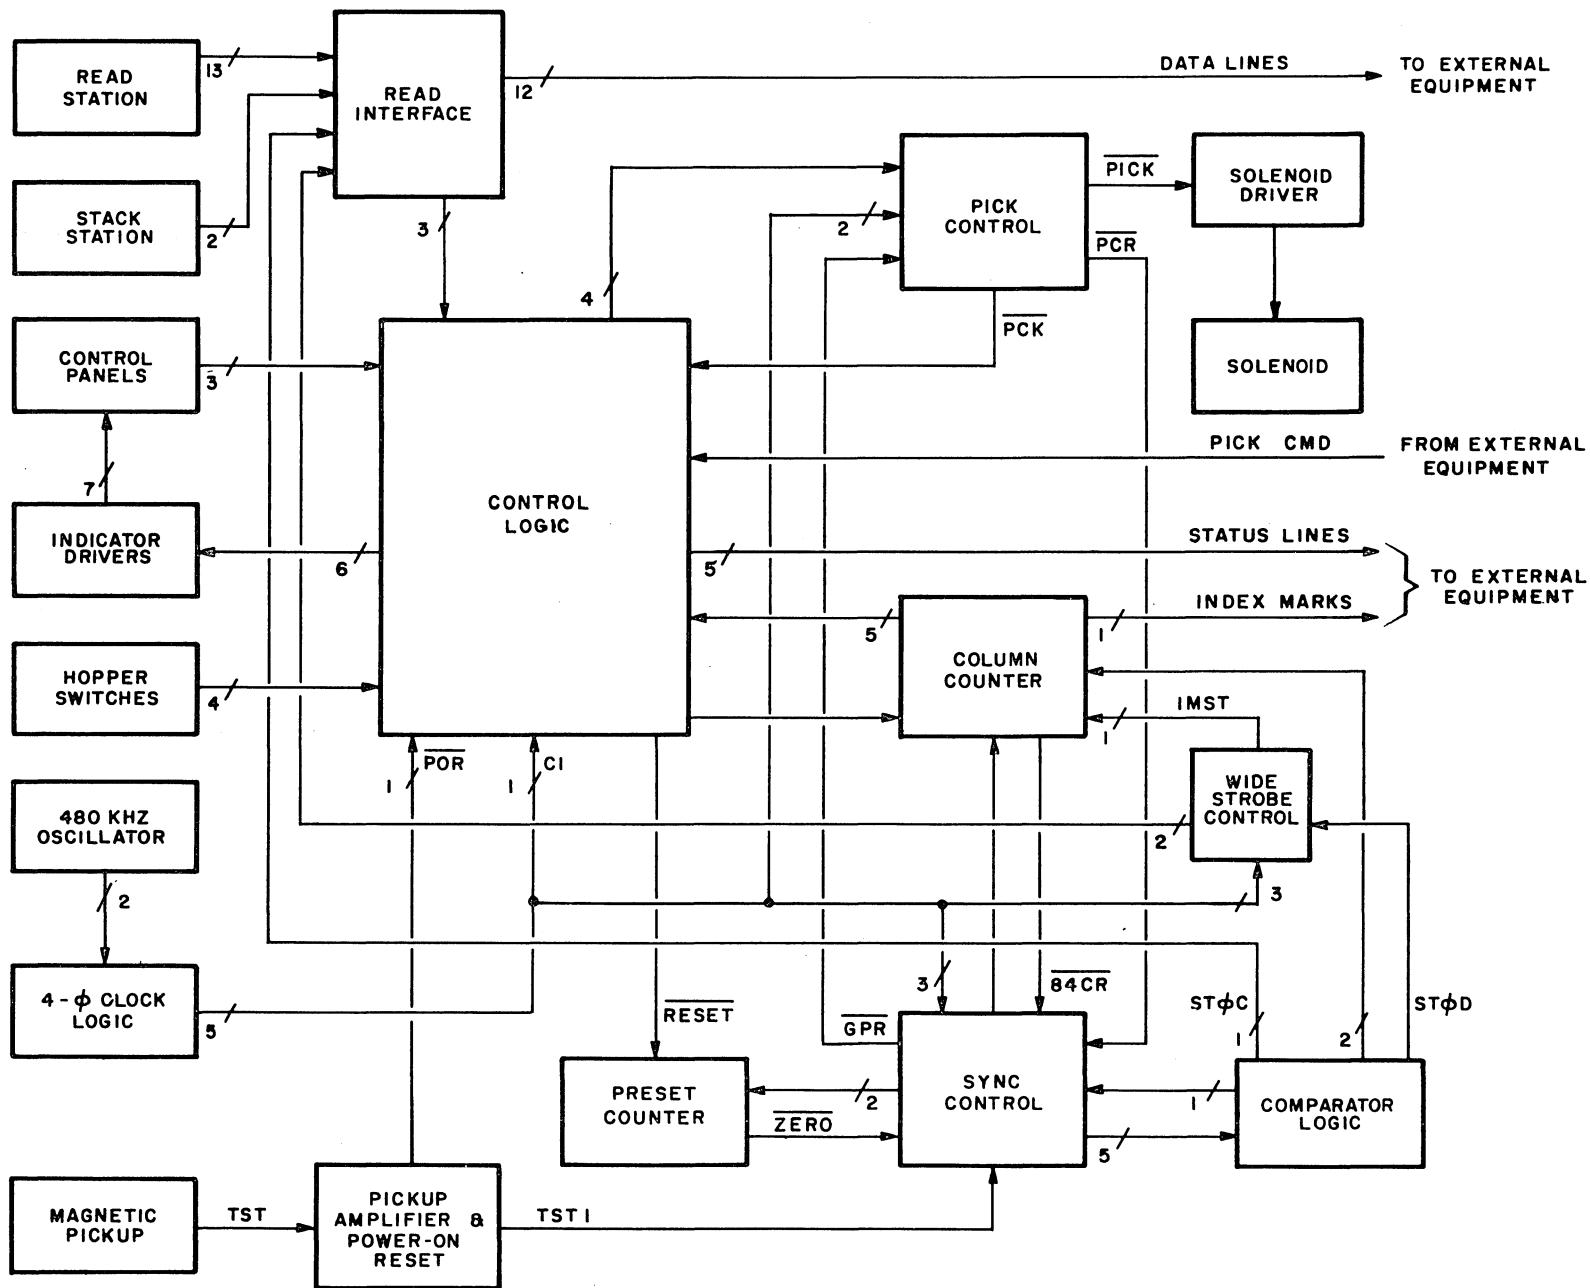 READ
STATION
13
READ
INTERFACE
12
DATA LINES
TO EXTERNAL
EQUIPMENT
STACK
STATION
2
3
4
2
PICK
CONTROL
PICK
PCR
PCK
SOLENOID
DRIVER
SOLENOID
CONTROL
PANELS
3
7
INDICATOR
DRIVERS
6
CONTROL
LOGIC
PICK CMD
FROM EXTERNAL
EQUIPMENT
5
STATUS LINES
INDEX MARKS
TO EXTERNAL
EQUIPMENT
HOPPER
SWITCHES
4
5
COLUMN
COUNTER
1
IMST
1
POR
1
C1
1
WIDE
STROBE
CONTROL
2
3
480 KHZ
OSCILLATOR
2
4-ϕ CLOCK
LOGIC
5
RESET
GPR
3
84CR
STϕC
1
2
STϕD
PRESET
COUNTER
2
ZERO
SYNC
CONTROL
1
5
COMPARATOR
LOGIC
MAGNETIC
PICKUP
TST
PICKUP
AMPLIFIER &
POWER-ON
RESET
TST1